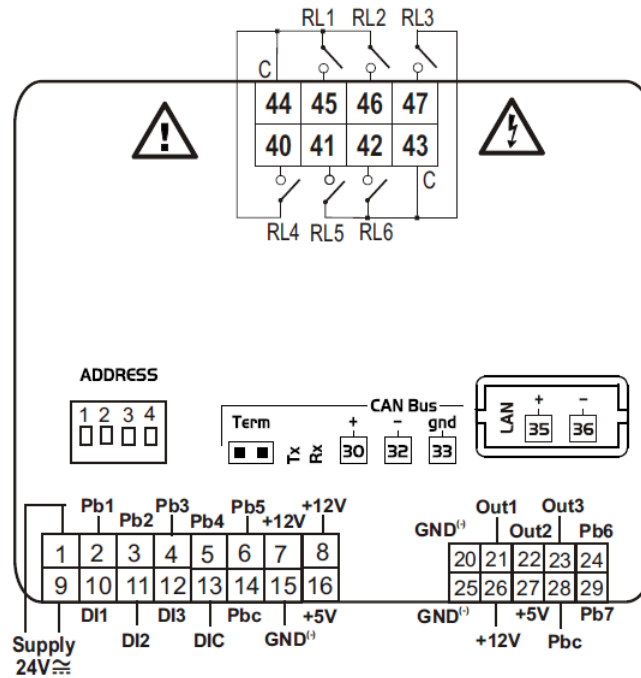 RL1 RL2 RL3
C
44 45 46 47
40 41 42 43
C
RL4 RL5 RL6
!
ADDRESS
1 2 3 4
CAN Bus
Term Tx Rx + - gnd
30 32 33
LAN + -
35 36
Pb1 Pb2 Pb3 Pb4 Pb5 +12V +12V
1 2 3 4 5 6 7 8
9 10 11 12 13 14 15 16
DI1 DI2 DI3 DIC Pbc GND(-) +5V
Supply
24V
GND(-) Out1 Out2 Out3 Pb6
20 21 22 23 24
25 26 27 28 29
GND(-) +12V +5V Pbc Pb7